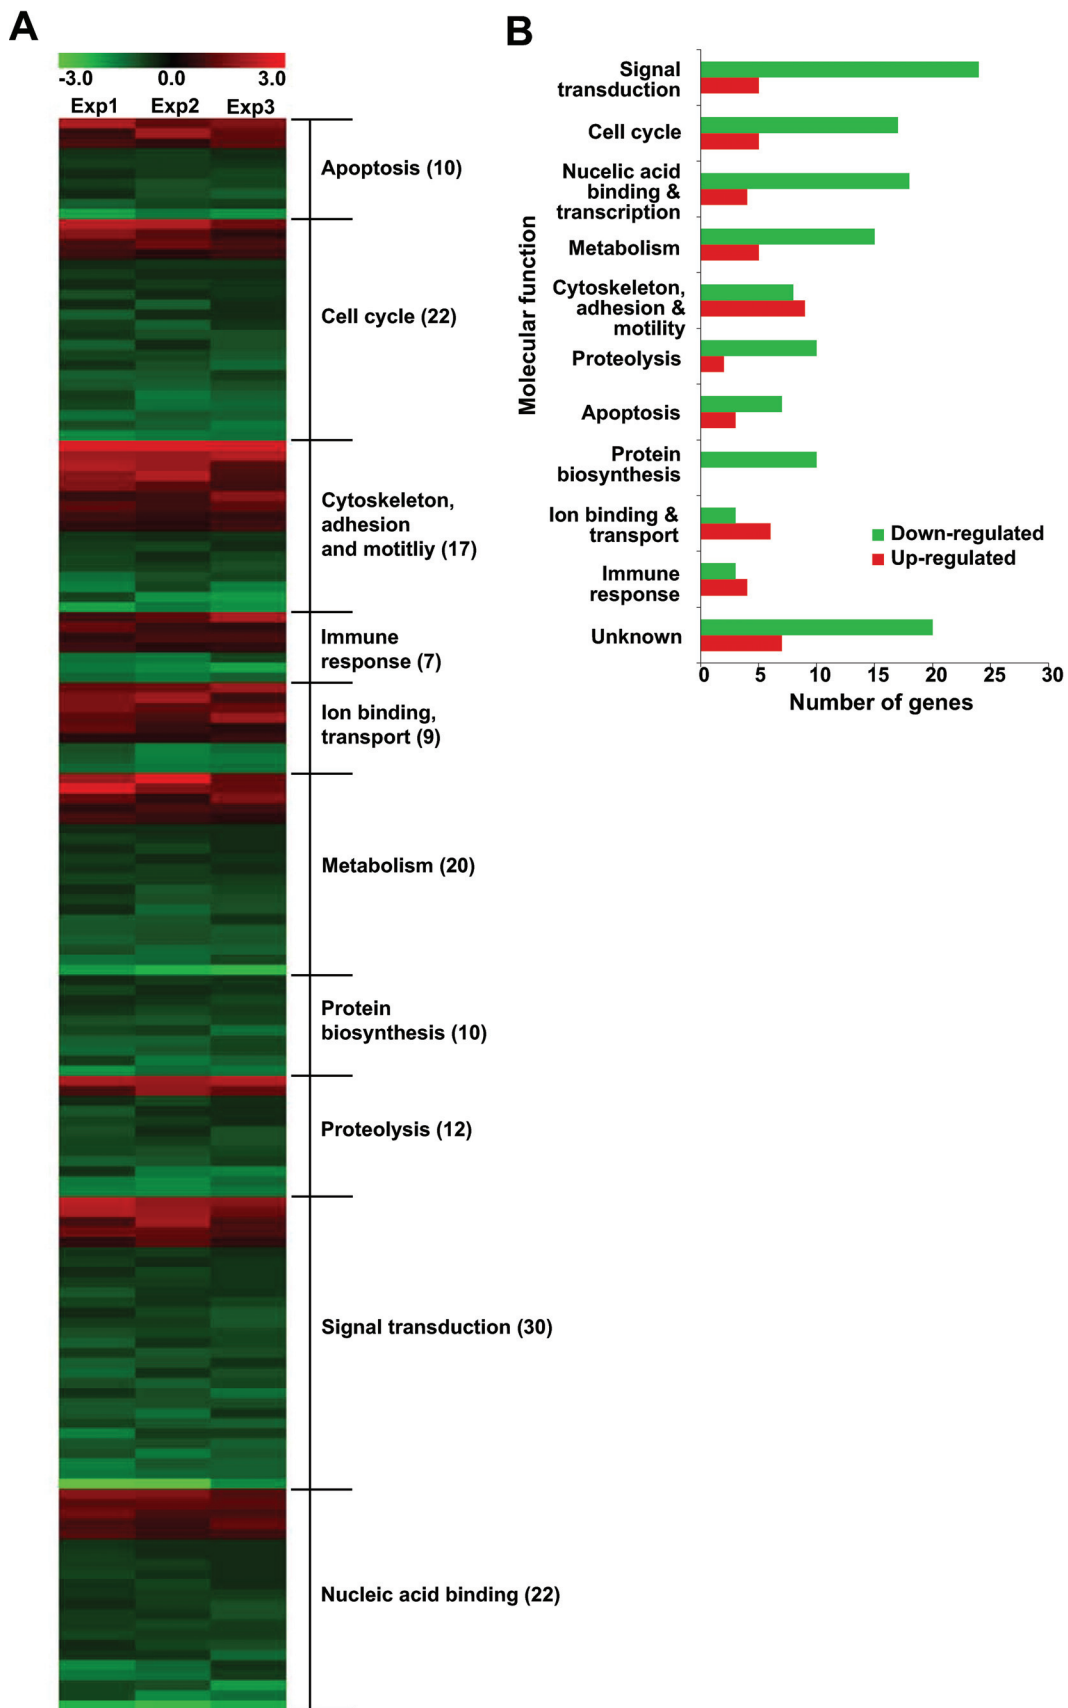 A
-3.0 0.0 3.0
Exp1 Exp2 Exp3
Apoptosis (10)
Cell cycle (22)
Cytoskeleton,
adhesion
and motitliy (17)
Immune
response (7)
Ion binding,
transport (9)
Metabolism (20)
Protein
biosynthesis (10)
Proteolysis (12)
Signal transduction (30)
Nucleic acid binding (22)
B
Molecular function
Signal
transduction
Cell cycle
Nucelic acid
binding &
transcription
Metabolism
Cytoskeleton,
adhesion &
motility
Proteolysis
Apoptosis
Protein
biosynthesis
Ion binding &
transport
Immune
response
Unknown
Down-regulated
Up-regulated
0 5 10 15 20 25 30
Number of genes